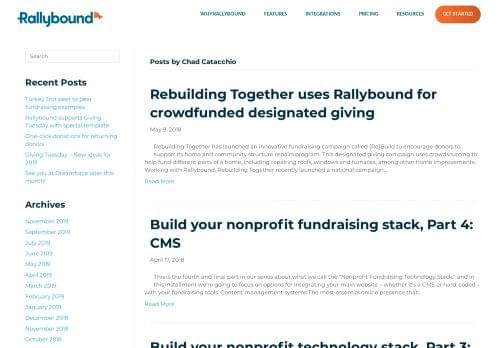 Rallybound
WHY RALLYBOUND
FEATURES
INTEGRATIONS
PRICING
RESOURCES
GET STARTED
Search
Recent Posts
Turkey Trot peer to peer
fundraising examples
Rallybound supports Giving
Tuesday with special template
One-click donations for returning
donors
Giving Tuesday – New ideas for
2019
See you at Dreamforce later this
month!
Archives
November 2019
September 2019
July 2019
June 2019
May 2019
April 2019
March 2019
February 2019
January 2019
December 2018
November 2018
October 2018
Posts by Chad Catacchio
Rebuilding Together uses Rallybound for
crowdfunded designated giving
May 9, 2018
Rebuilding Together has launched an innovative fundraising campaign called [Re]Build to encourage donors to
support its home and community structure repairs program. This designated giving campaign uses crowdsourcing to
help fund different parts of a home, including repairing roofs, windows and furnaces, among other home improvements.
Working with Rallybound, Rebuilding Together recently launched a national campaign...
Read More
Build your nonprofit fundraising stack, Part 4:
CMS
April 17, 2018
This is the fourth and final part in our series about what we call the “Nonprofit Fundraising Technology Stack,” and in
this installment we’re going to focus on options for integrating your main website – whether it’s a CMS or hard-coded –
with your fundraising tools. Content management systems The most essential online presence that...
Read More
Build your nonprofit technology stack, Part 3: